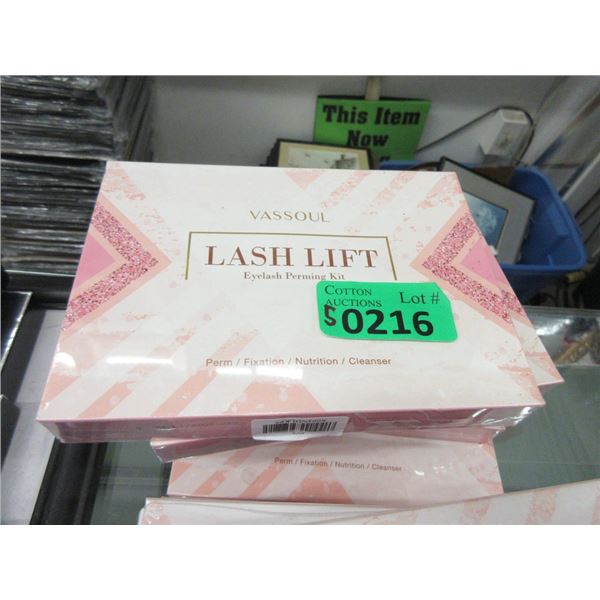 This Item
Now
VASSOUL
LASH LIFT
Eyelash Perming Kit
COTTON
AUCTIONS
Lot #
S0216
Perm / Fixation / Nutrition / Cleanser
Perm / Fixation / Nutrition / Cleanser